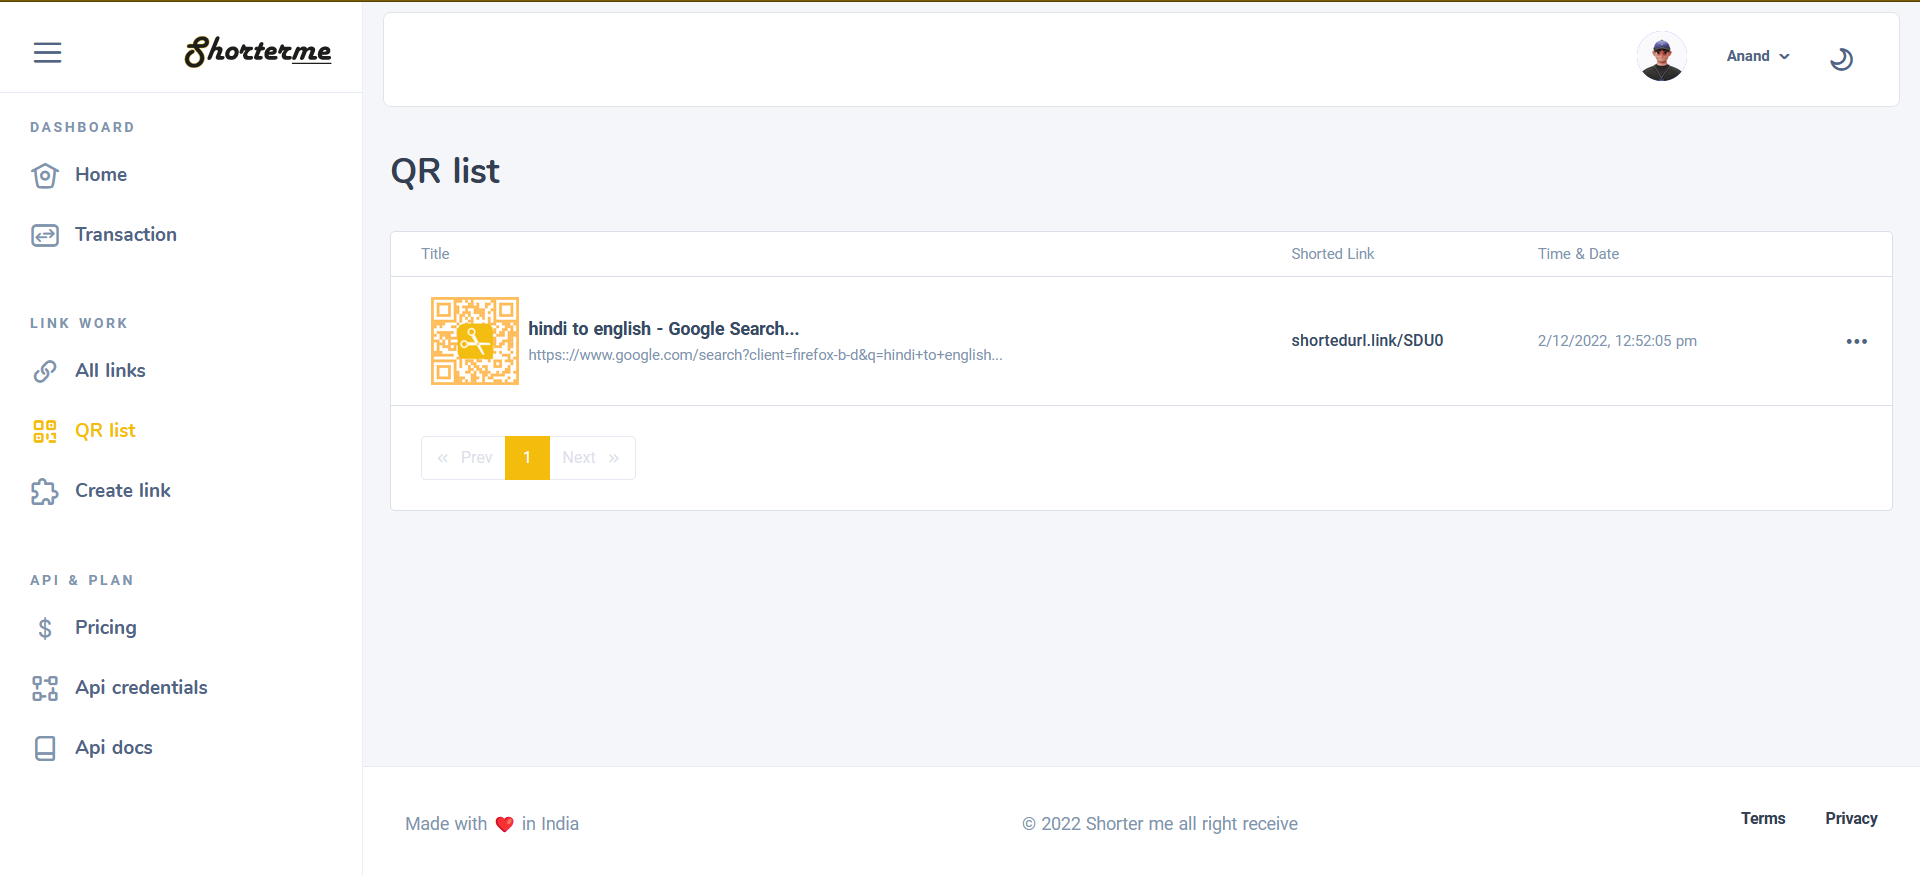 Shorterme
Anand
DASHBOARD
Home
Transaction
LINK WORK
All links
QR list
Create link
API & PLAN
Pricing
Api credentials
Api docs
QR list
Title Shorted Link Time & Date
hindi to english - Google Search...
https://www.google.com/search?client=firefox-b-d&q=hindi+to+english...
shortedurl.link/SDU0 2/12/2022, 12:52:05 pm
« Prev 1 Next »
Made with ❤️ in India © 2022 Shorter me all right receive Terms Privacy